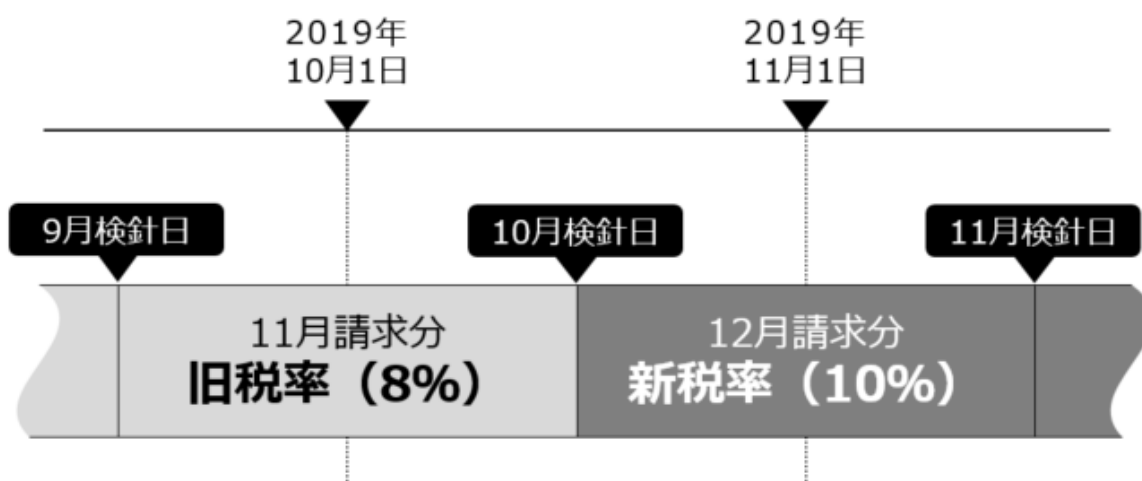 2019年
10月1日
2019年
11月1日
9月検針日
10月検針日
11月検針日
11月請求分
旧税率（8%）
12月請求分
新税率（10%）